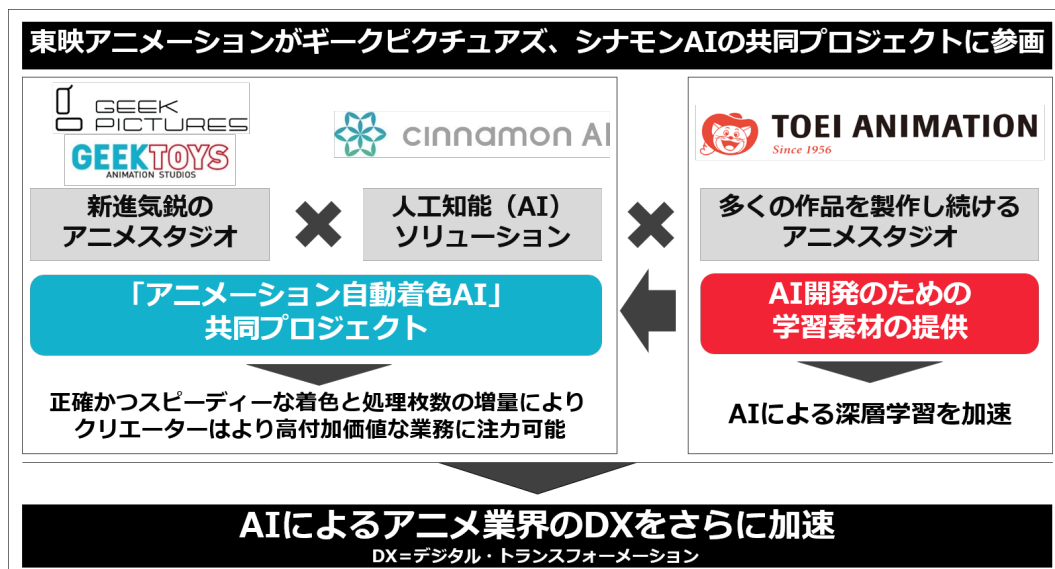 東映アニメーションがギークピクチュアズ、シナモンAIの共同プロジェクトに参画
GEEK
PICTURES
GEEKTOYS
ANIMATION STUDIOS
cinnamon AI
新進気鋭の
アニメスタジオ
人工知能（AI）
ソリューション
「アニメーション自動着色AI」
共同プロジェクト
正確かつスピーディーな着色と処理枚数の増量により
クリエーターはより高付加価値な業務に注力可能
TOEI ANIMATION
Since 1956
多くの作品を製作し続ける
アニメスタジオ
AI開発のための
学習素材の提供
AIによる深層学習を加速
AIによるアニメ業界のDXをさらに加速
DX＝デジタル・トランスフォーメーション